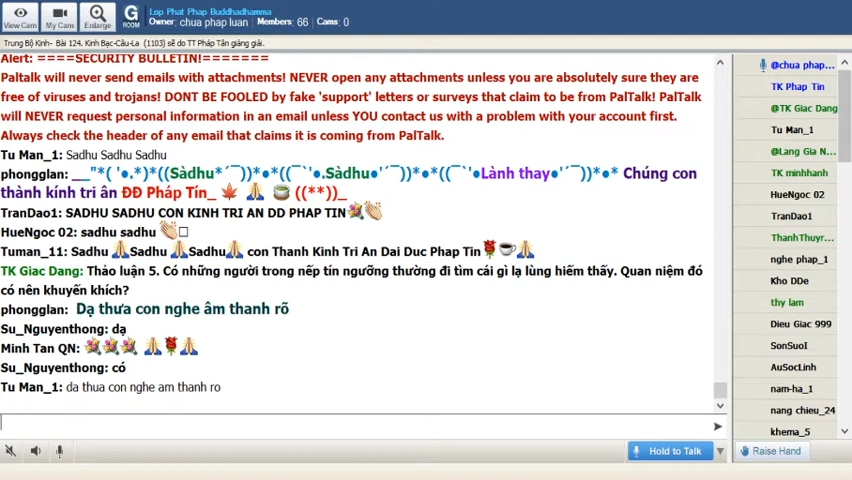 Lop Phat Phap Buddhadhamma
View Cam My Cam Enlarge G ROOM Owner: chua phap luan Members: 66 Cams: 0
Trung Bộ Kinh- Bài 124. Kinh Bạc-Câu-La (1103) sẽ do TT Pháp Tân giảng giải.
Alert: ====SECURITY BULLETIN!=======
Paltalk will never send emails with attachments! NEVER open any attachments unless you are absolutely sure they are
free of viruses and trojans! DONT BE FOOLED by fake 'support' letters or surveys that claim to be from PalTalk! PalTalk
will NEVER request personal information in an email unless YOU contact us with a problem with your account first.
Always check the header of any email that claims it is coming from PalTalk.
Tu Man_1: Sadhu Sadhu Sadhu
phongglan: __"*( '•.*)*((Sàdhu*´¯))*•*((¯`'•.Sàdhu•'´¯))*•*((¯`'•Lành thay•'´¯))*•* Chúng con
thành kính tri ân ĐĐ Pháp Tín_ 🍁 🙏 🍵 ((**))_
TranDao1: SADHU SADHU CON KINH TRI AN DD PHAP TIN💐👏
HueNgoc 02: sadhu sadhu 👏□
Tuman_11: Sadhu 🙏Sadhu 🙏Sadhu🙏 con Thanh Kinh Tri An Dai Duc Phap Tin🌹☕🙏
TK Giac Dang: Thảo luận 5. Có những người trong nếp tín ngưỡng thường đi tìm cái gì lạ lùng hiếm thấy. Quan niệm đó
có nên khuyến khích?
phongglan: Dạ thưa con nghe âm thanh rõ
Su_Nguyenthong: dạ
Minh Tan QN: 💐💐💐 🙏🌹🙏
Su_Nguyenthong: có
Tu Man_1: da thua con nghe am thanh ro
Hold to Talk
@chua phap...
TK Phap Tin
@TK Giac Dang
Tu Man_1
@Lang Gia N...
TK minhhanh
HueNgoc 02
TranDao1
ThanhThuyr...
nghe phap_1
Kho DDe
thy lam
Dieu Giac 999
SonSuoI
AuSocLinh
nam-ha_1
nang chieu_24
khema_5
Raise Hand